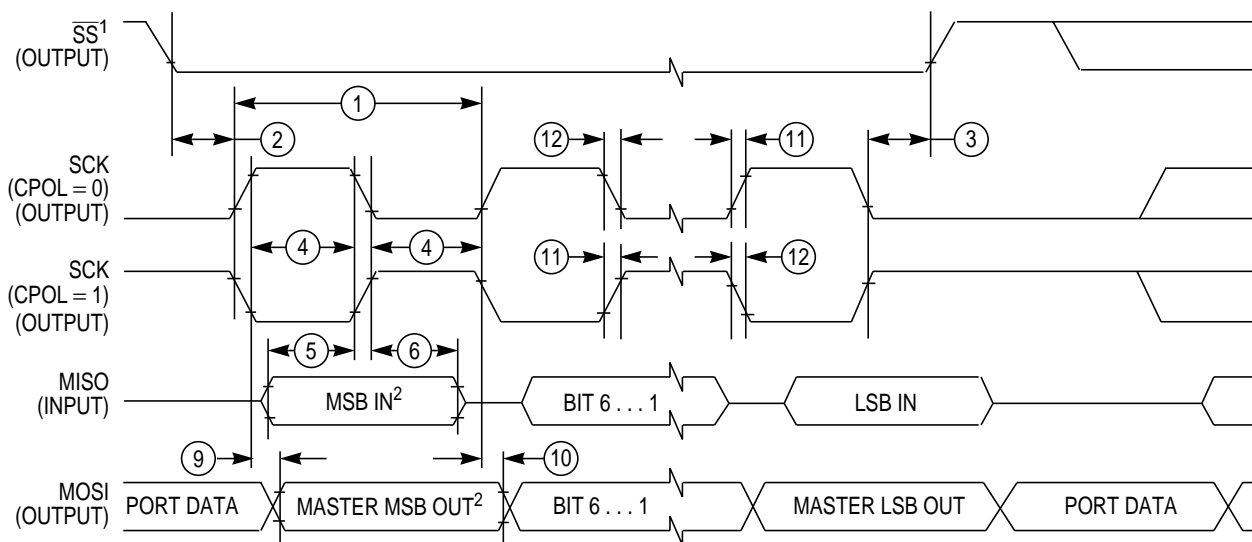 SS¹
(OUTPUT)
1
2
12
11
3
SCK
(CPOL = 0)
(OUTPUT)
4
4
SCK
(CPOL = 1)
(OUTPUT)
11
12
5
6
MISO
(INPUT)
MSB IN²
BIT 6 . . . 1
LSB IN
9
10
MOSI
(OUTPUT)
PORT DATA
MASTER MSB OUT²
BIT 6 . . . 1
MASTER LSB OUT
PORT DATA